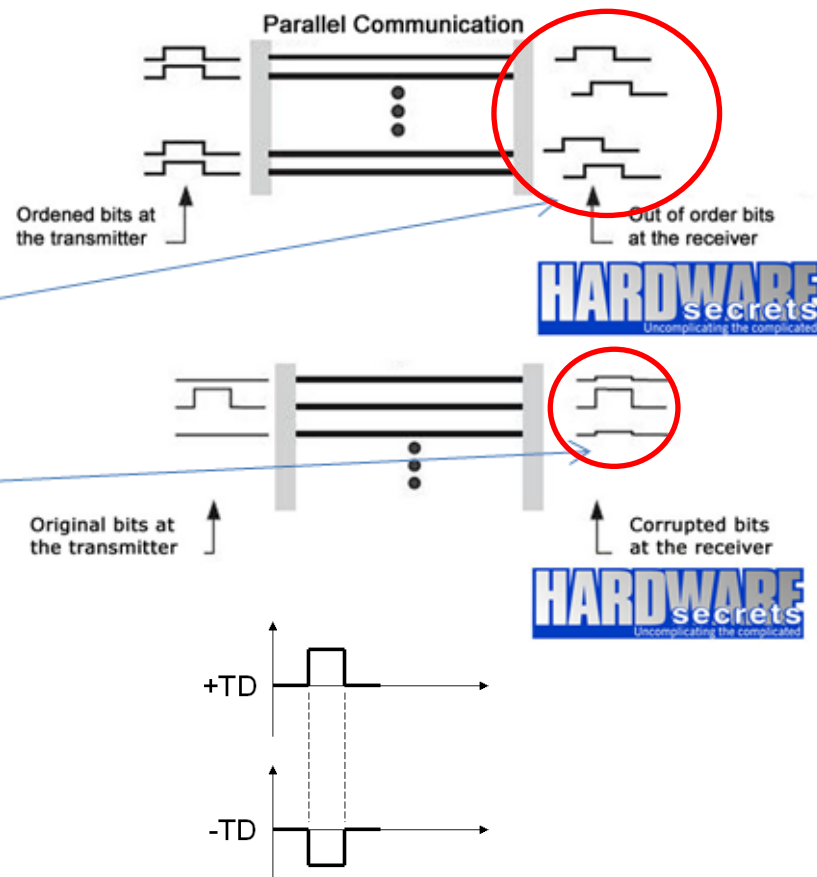 Parallel Communication
Ordened bits at
the transmitter
Out of order bits
at the receiver
HARDWARE
secrets
Uncomplicating the complicated
Original bits at
the transmitter
Corrupted bits
at the receiver
HARDWARE
secrets
Uncomplicating the complicated
+TD
-TD